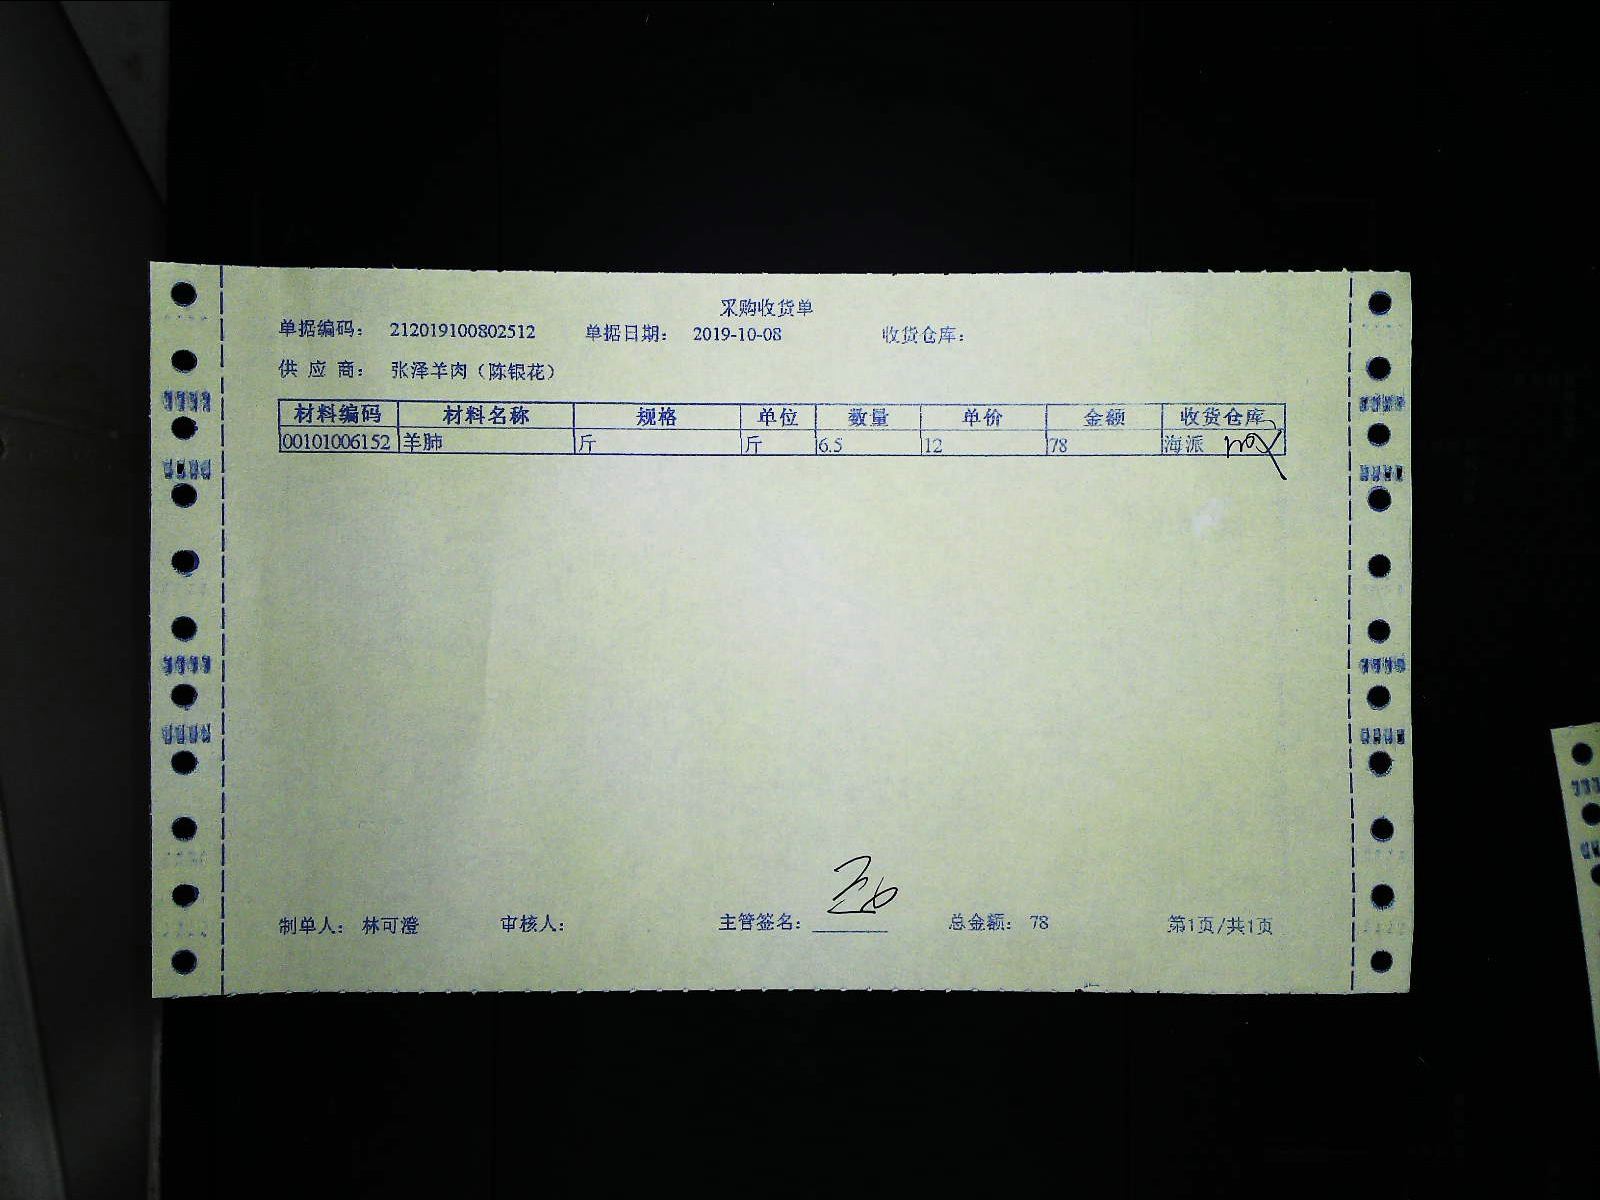 采购收货单
单据编码： 212019100802512 单据日期： 2019-10-08 收货仓库：
供 应 商： 张泽羊肉（陈银花）
材料编码 材料名称 规格 单位 数量 单价 金额 收货仓库
00101006152 羊肺 斤 斤 6.5 12 78 海派
制单人： 林可澄 审核人： 主管签名： 总金额： 78 第1页/共1页